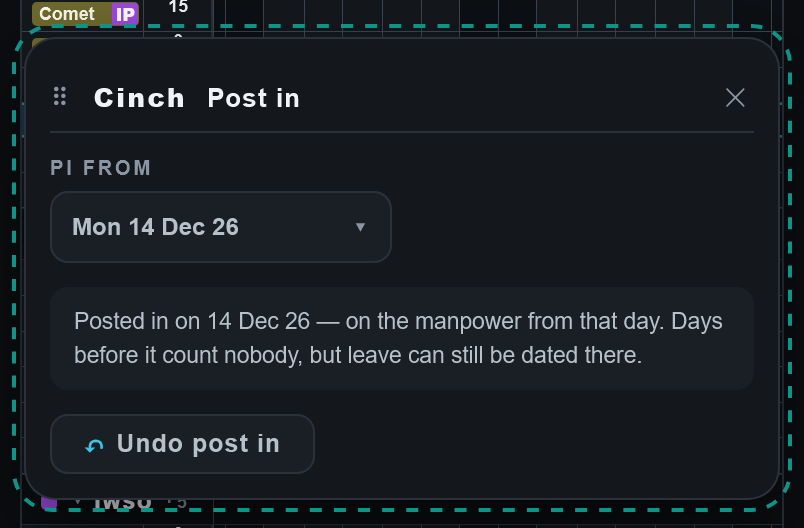 Comet IP 15
Cinch Post in
PI FROM
Mon 14 Dec 26
Posted in on 14 Dec 26 — on the manpower from that day. Days
before it count nobody, but leave can still be dated there.
Undo post in